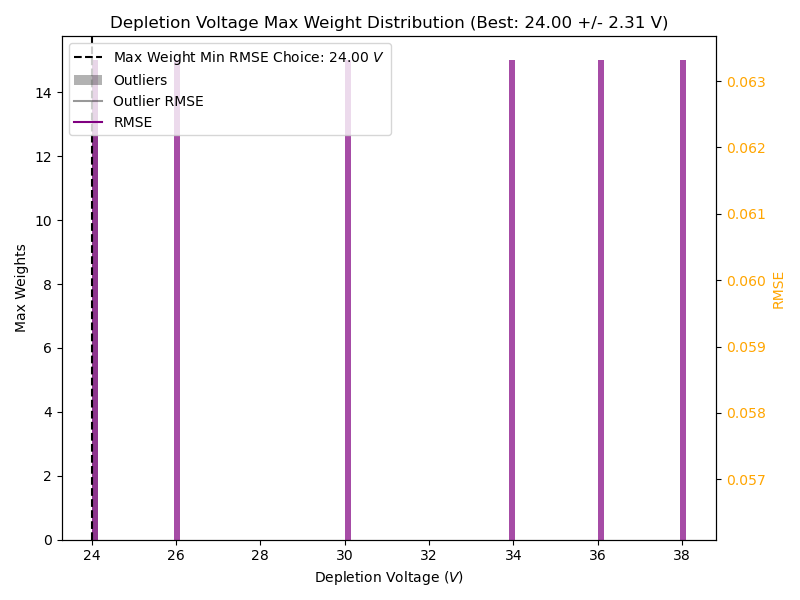 Depletion Voltage Max Weight Distribution (Best: 24.00 +/- 2.31 V)
Max Weight Min RMSE Choice: 24.00 V
Outliers
Outlier RMSE
RMSE
14
12
10
8
6
4
2
0
Max Weights
0.063
0.062
0.061
0.060
0.059
0.058
0.057
RMSE
24 26 28 30 32 34 36 38
Depletion Voltage (V)